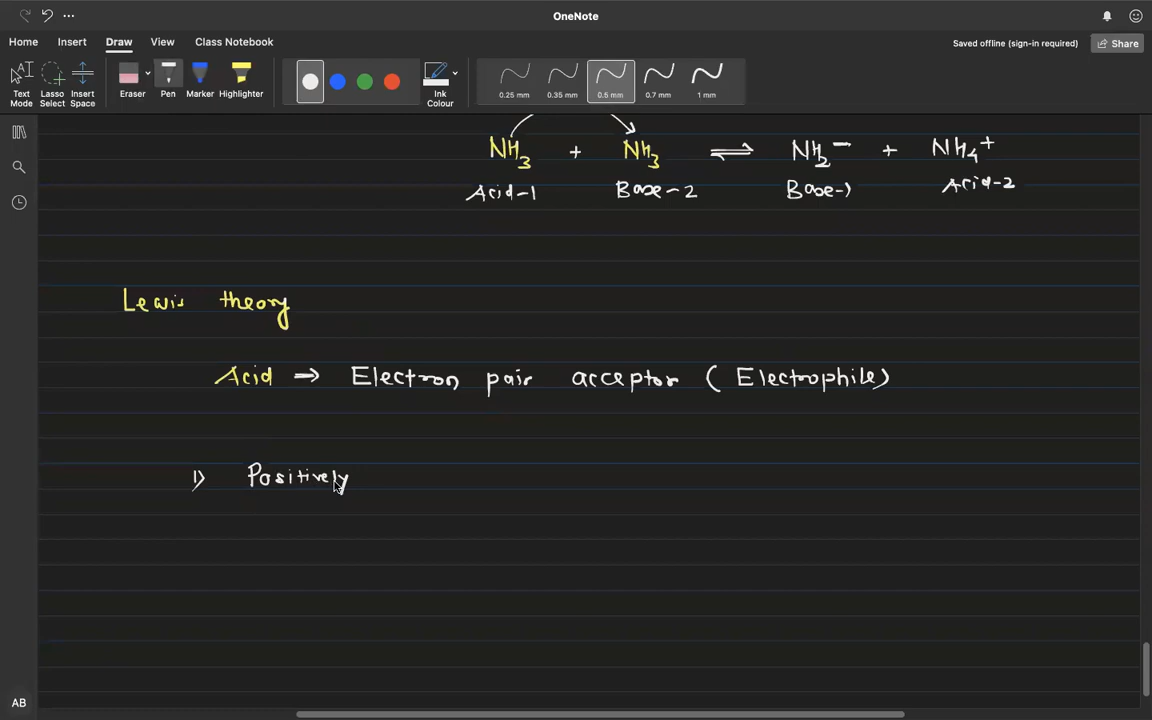 OneNote
Home Insert Draw View Class Notebook
Saved offline (sign-in required) Share
Text Mode
Lasso Select
Insert Space
Eraser
Pen
Marker
Highlighter
Ink Colour
0.25 mm 0.35 mm 0.5 mm 0.7 mm 1 mm
NH₃ + NH₃ ⇌ NH₂⁻ + NH₄⁺
Acid-1 Base-2 Base-1 Acid-2
Lewis theory
Acid → Electron pair acceptor (Electrophile)
1) Positively
AB